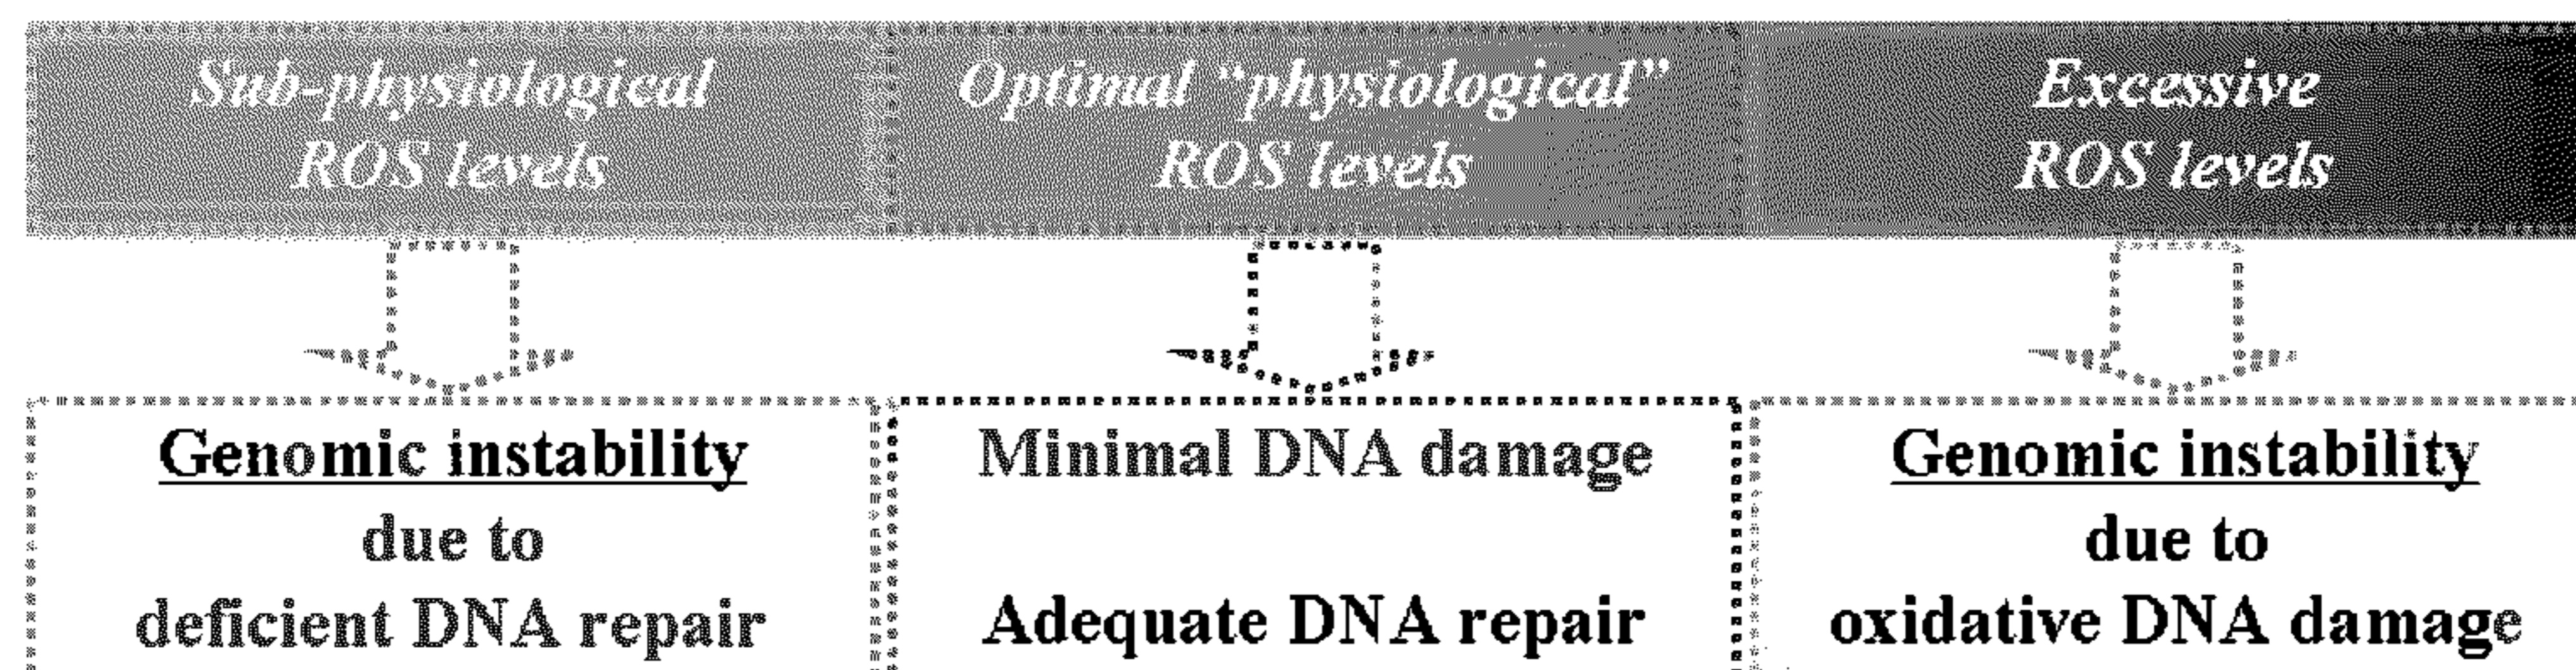 Sub-physiological
ROS levels
Optimal “physiological”
ROS levels
Excessive
ROS levels
Genomic instability
due to
deficient DNA repair
Minimal DNA damage
Adequate DNA repair
Genomic instability
due to
oxidative DNA damage